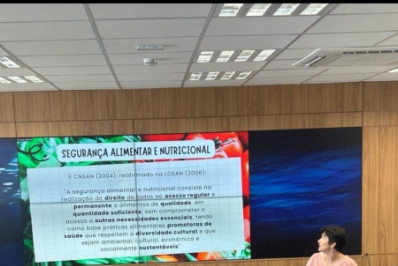 SEGURANÇA ALIMENTAR E NUTRICIONAL
II CNSAN (2004), reafirmado na LOSAN (2006):
"A segurança alimentar e nutricional consiste na
realização do direito de todos ao acesso regular e
permanente a alimentos de qualidade, em
quantidade suficiente, sem comprometer o
acesso a outras necessidades essenciais, tendo
como base práticas alimentares promotoras de
saúde que respeitem a diversidade cultural e que
sejam ambiental, cultural, econômica e
socialmente sustentáveis"